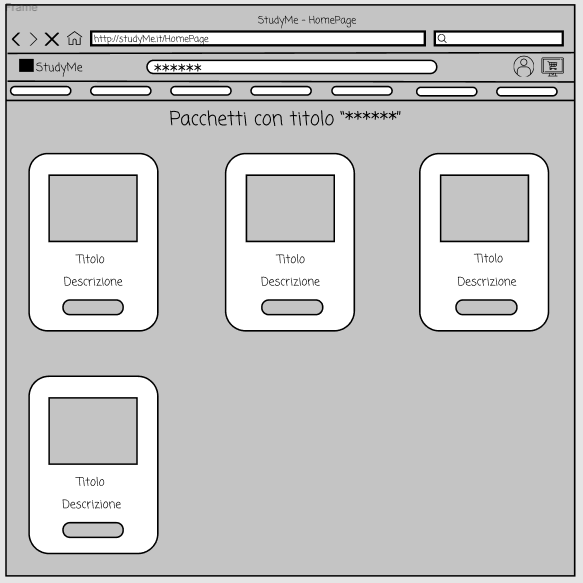 Frame
StudyMe - HomePage
http://studyMe.it/HomePage
StudyMe
******
Pacchetti con titolo "******"
Titolo
Descrizione
Titolo
Descrizione
Titolo
Descrizione
Titolo
Descrizione